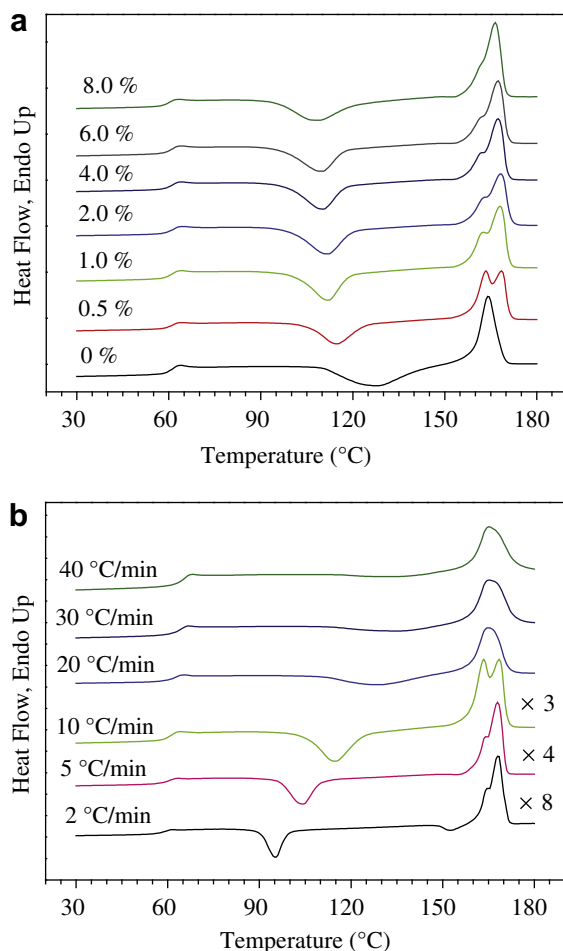 a
Heat Flow, Endo Up
8.0 %
6.0 %
4.0 %
2.0 %
1.0 %
0.5 %
0 %
30 60 90 120 150 180
Temperature (°C)
b
Heat Flow, Endo Up
40 °C/min
30 °C/min
20 °C/min
10 °C/min
× 3
5 °C/min
× 4
2 °C/min
× 8
30 60 90 120 150 180
Temperature (°C)